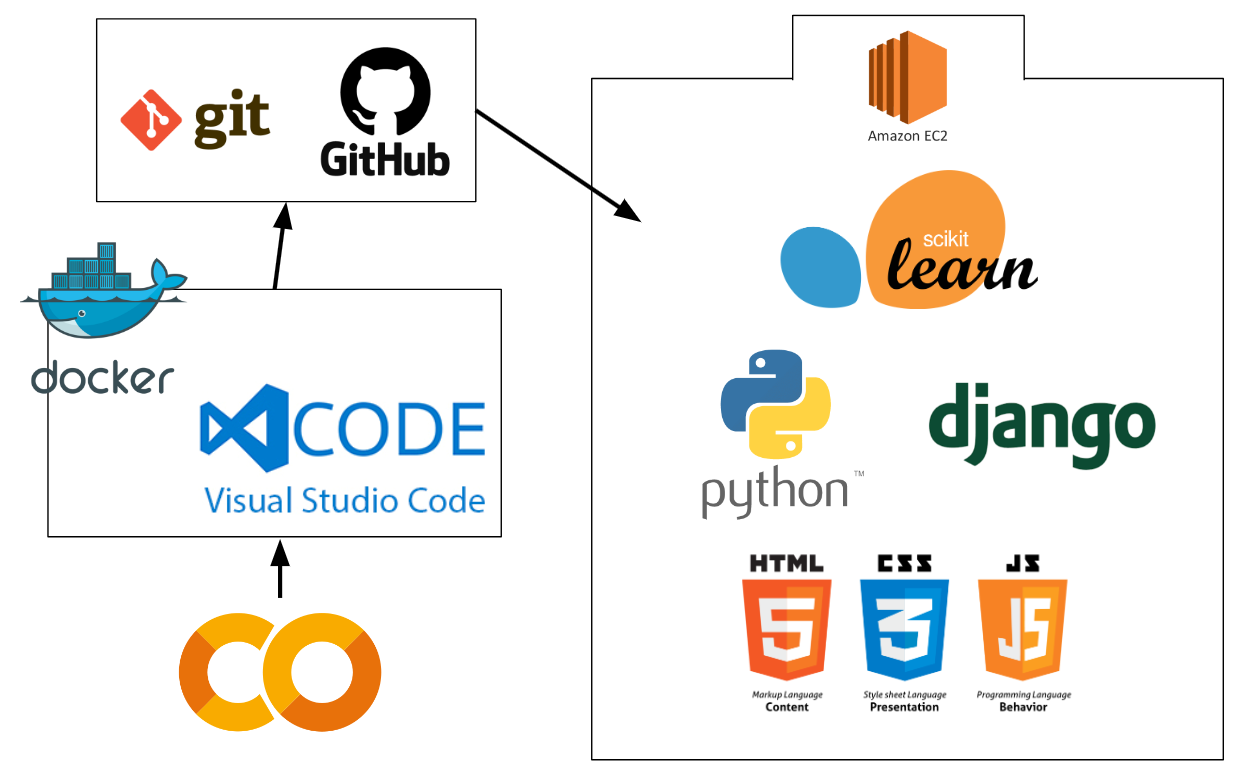 git
GitHub
docker
CODE
Visual Studio Code
CO
Amazon EC2
scikit
learn
python™
django
HTML CSS JS
5 3 JS
Markup Language Style sheet Language Programming Language
Content Presentation Behavior